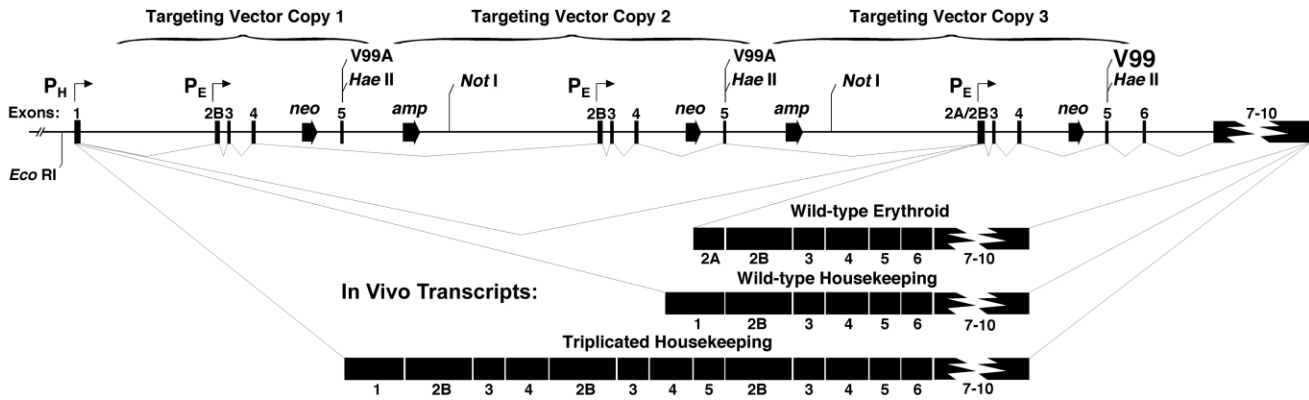 Targeting Vector Copy 1 Targeting Vector Copy 2 Targeting Vector Copy 3
V99A V99A V99
PH PE Hae II Not I PE Hae II Not I PE Hae II
Exons: 1 2B 3 4 neo 5 amp 2B 3 4 neo 5 amp 2A/2B 3 4 neo 5 6 7-10
Eco RI
Wild-type Erythroid
2A 2B 3 4 5 6 7-10
Wild-type Housekeeping
In Vivo Transcripts:
1 2B 3 4 5 6 7-10
Triplicated Housekeeping
1 2B 3 4 2B 3 4 5 2B 3 4 5 6 7-10